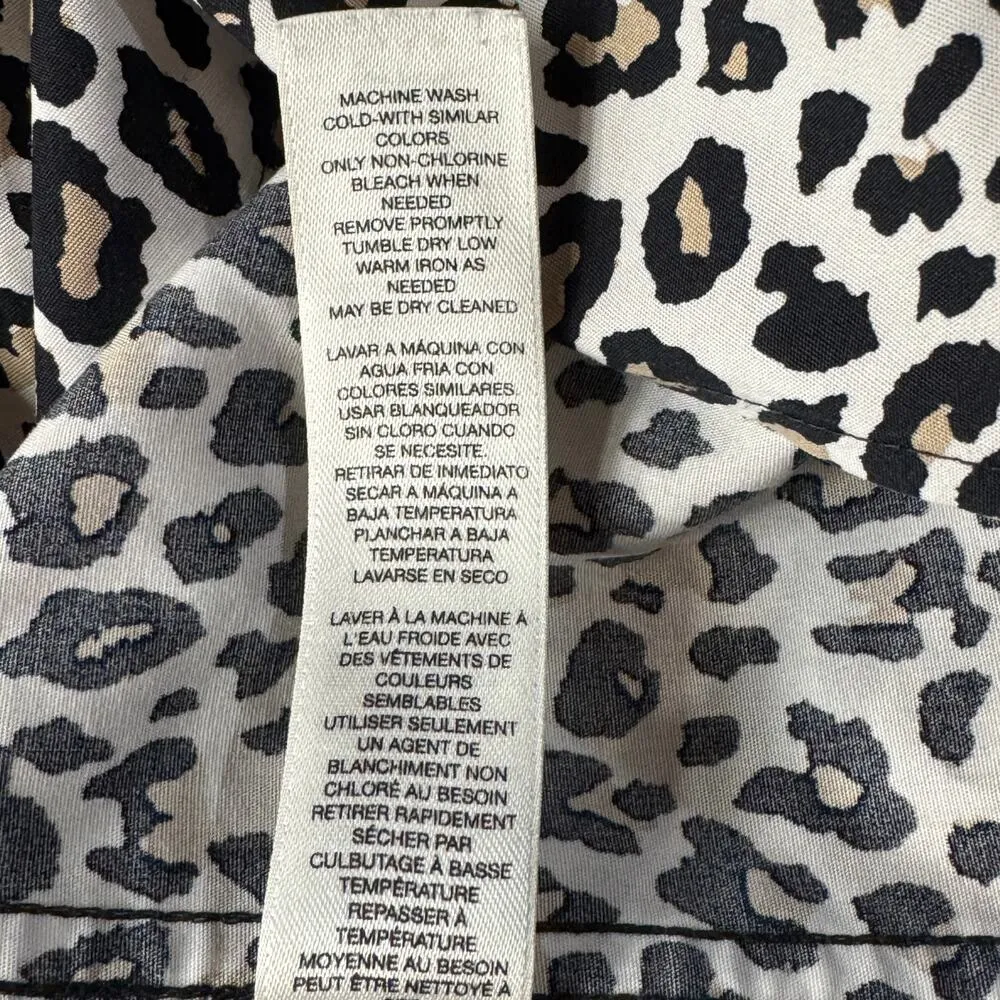 MACHINE WASH
COLD-WITH SIMILAR
COLORS
ONLY NON-CHLORINE
BLEACH WHEN
NEEDED
REMOVE PROMPTLY
TUMBLE DRY LOW
WARM IRON AS
NEEDED
MAY BE DRY CLEANED
LAVAR A MÁQUINA CON
AGUA FRIA CON
COLORES SIMILARES.
USAR BLANQUEADOR
SIN CLORO CUANDO
SE NECESITE.
RETIRAR DE INMEDIATO
SECAR A MÁQUINA A
BAJA TEMPERATURA
PLANCHAR A BAJA
TEMPERATURA
LAVARSE EN SECO
LAVER À LA MACHINE À
L'EAU FROIDE AVEC
DES VÊTEMENTS DE
COULEURS
SEMBLABLES
UTILISER SEULEMENT
UN AGENT DE
BLANCHIMENT NON
CHLORÉ AU BESOIN
RETIRER RAPIDEMENT
SÉCHER PAR
CULBUTAGE À BASSE
TEMPÉRATURE
REPASSER À
TEMPÉRATURE
MOYENNE AU BESOIN
PEUT ÊTRE NETTOYÉ À